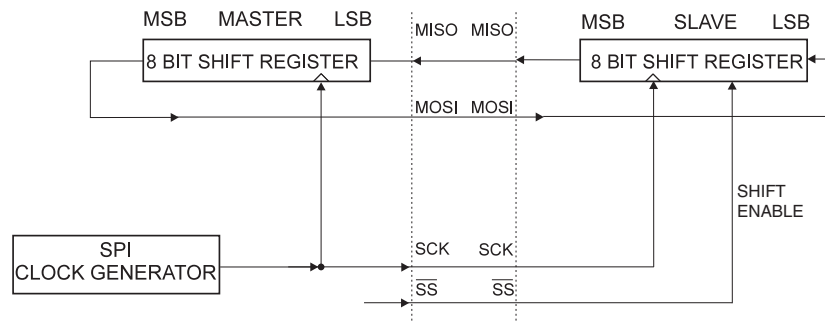 MSB MASTER LSB
MISO MISO
MSB SLAVE LSB
8 BIT SHIFT REGISTER
8 BIT SHIFT REGISTER
MOSI MOSI
SHIFT
ENABLE
SPI
CLOCK GENERATOR
SCK SCK
SS SS